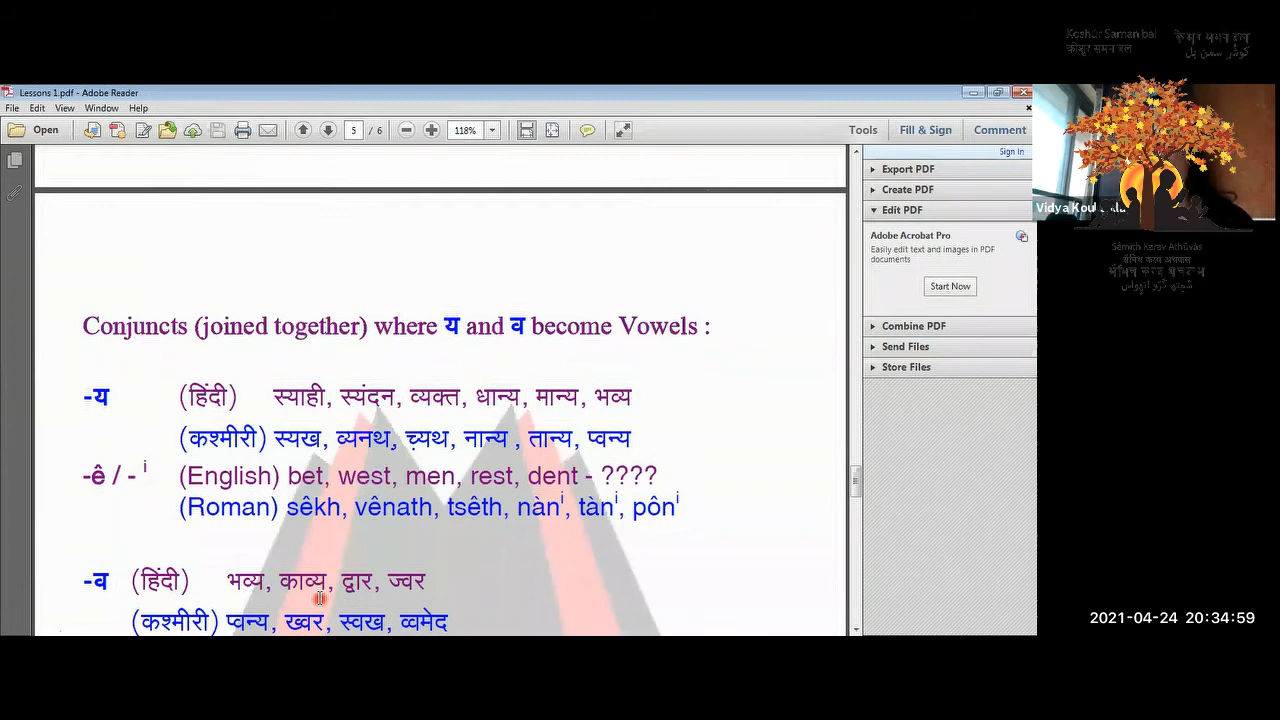 Koshûr Saman bal
कॊशुर समन बल
Lessons 1.pdf - Adobe Reader
File Edit View Window Help
Open 5 / 6 118% Tools Fill & Sign Comment
Sign In
Export PDF
Create PDF
Edit PDF
Adobe Acrobat Pro
Easily edit text and images in PDF
documents
Start Now
Combine PDF
Send Files
Store Files
Vidya Koul
Conjuncts (joined together) where य and व become Vowels :
-य (हिंदी) स्याही, स्यंदन, व्यक्त, धान्य, मान्य, भव्य
(कश्मीरी) स्यख, व्यनथ, च़्यथ, नान्य , तान्य, प्वन्य
-ê / - i (English) bet, west, men, rest, dent - ????
(Roman) sêkh, vênath, tsêth, nànⁱ, tànⁱ, pônⁱ
-व (हिंदी) भव्य, काव्य, द्वार, ज्वर
(कश्मीरी) प्वन्य, ख्वर, स्वख, व्वमेद
2021-04-24 20:34:59